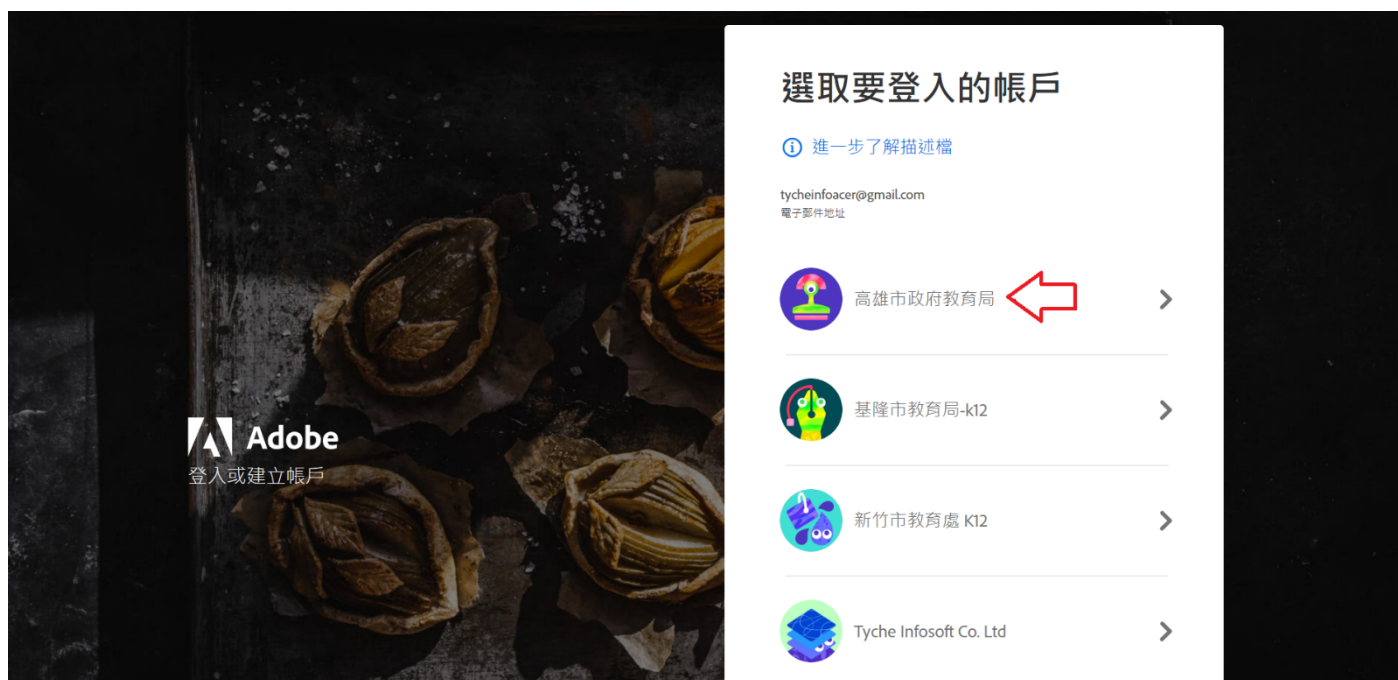 選取要登入的帳戶
進一步了解描述檔
tycheinfoacer@gmail.com
電子郵件地址
高雄市政府教育局
基隆市教育局-k12
新竹市教育處 K12
Tyche Infosoft Co. Ltd
Adobe
登入或建立帳戶